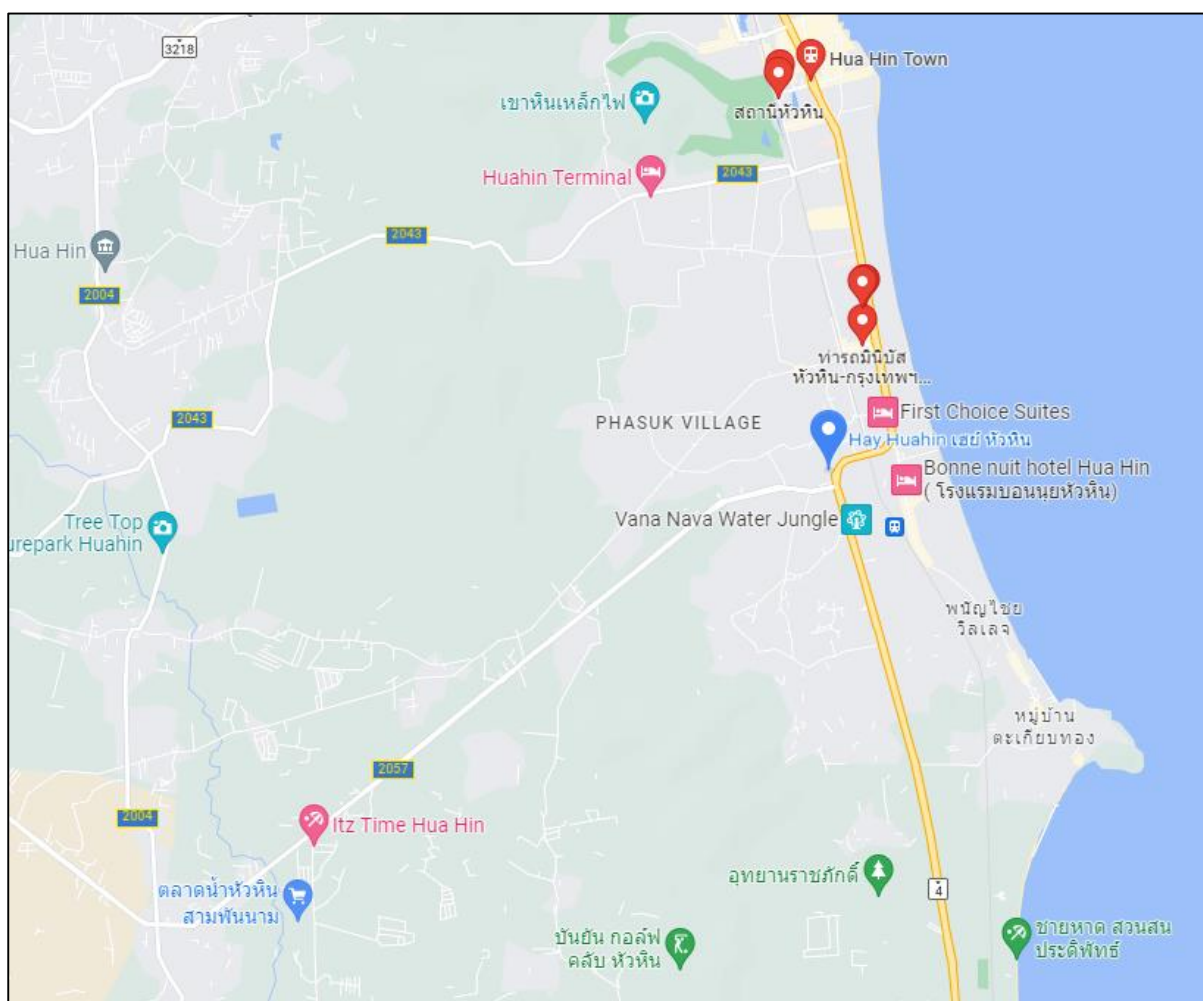 3218
Hua Hin Town
เขาหินเหล็กไฟ
สถานีหัวหิน
Huahin Terminal
2043
2043
Hua Hin
2004
ท่ารถมินิบัส
หัวหิน-กรุงเทพฯ...
2043
PHASUK VILLAGE
First Choice Suites
Hay Huahin เฮย์ หัวหิน
Bonne nuit hotel Hua Hin
( โรงแรมบอนนุยหัวหิน)
Tree Top
urepark Huahin
Vana Nava Water Jungle
พนัญไชย
วิลเลจ
หมู่บ้าน
ตะเกียบทอง
2057
2004
Itz Time Hua Hin
ตลาดน้ำหัวหิน
สามพันนาม
อุทยานราชภักดิ์
4
บันยัน กอล์ฟ
คลับ หัวหิน
ชายหาด สวนสน
ประดิพัทธ์